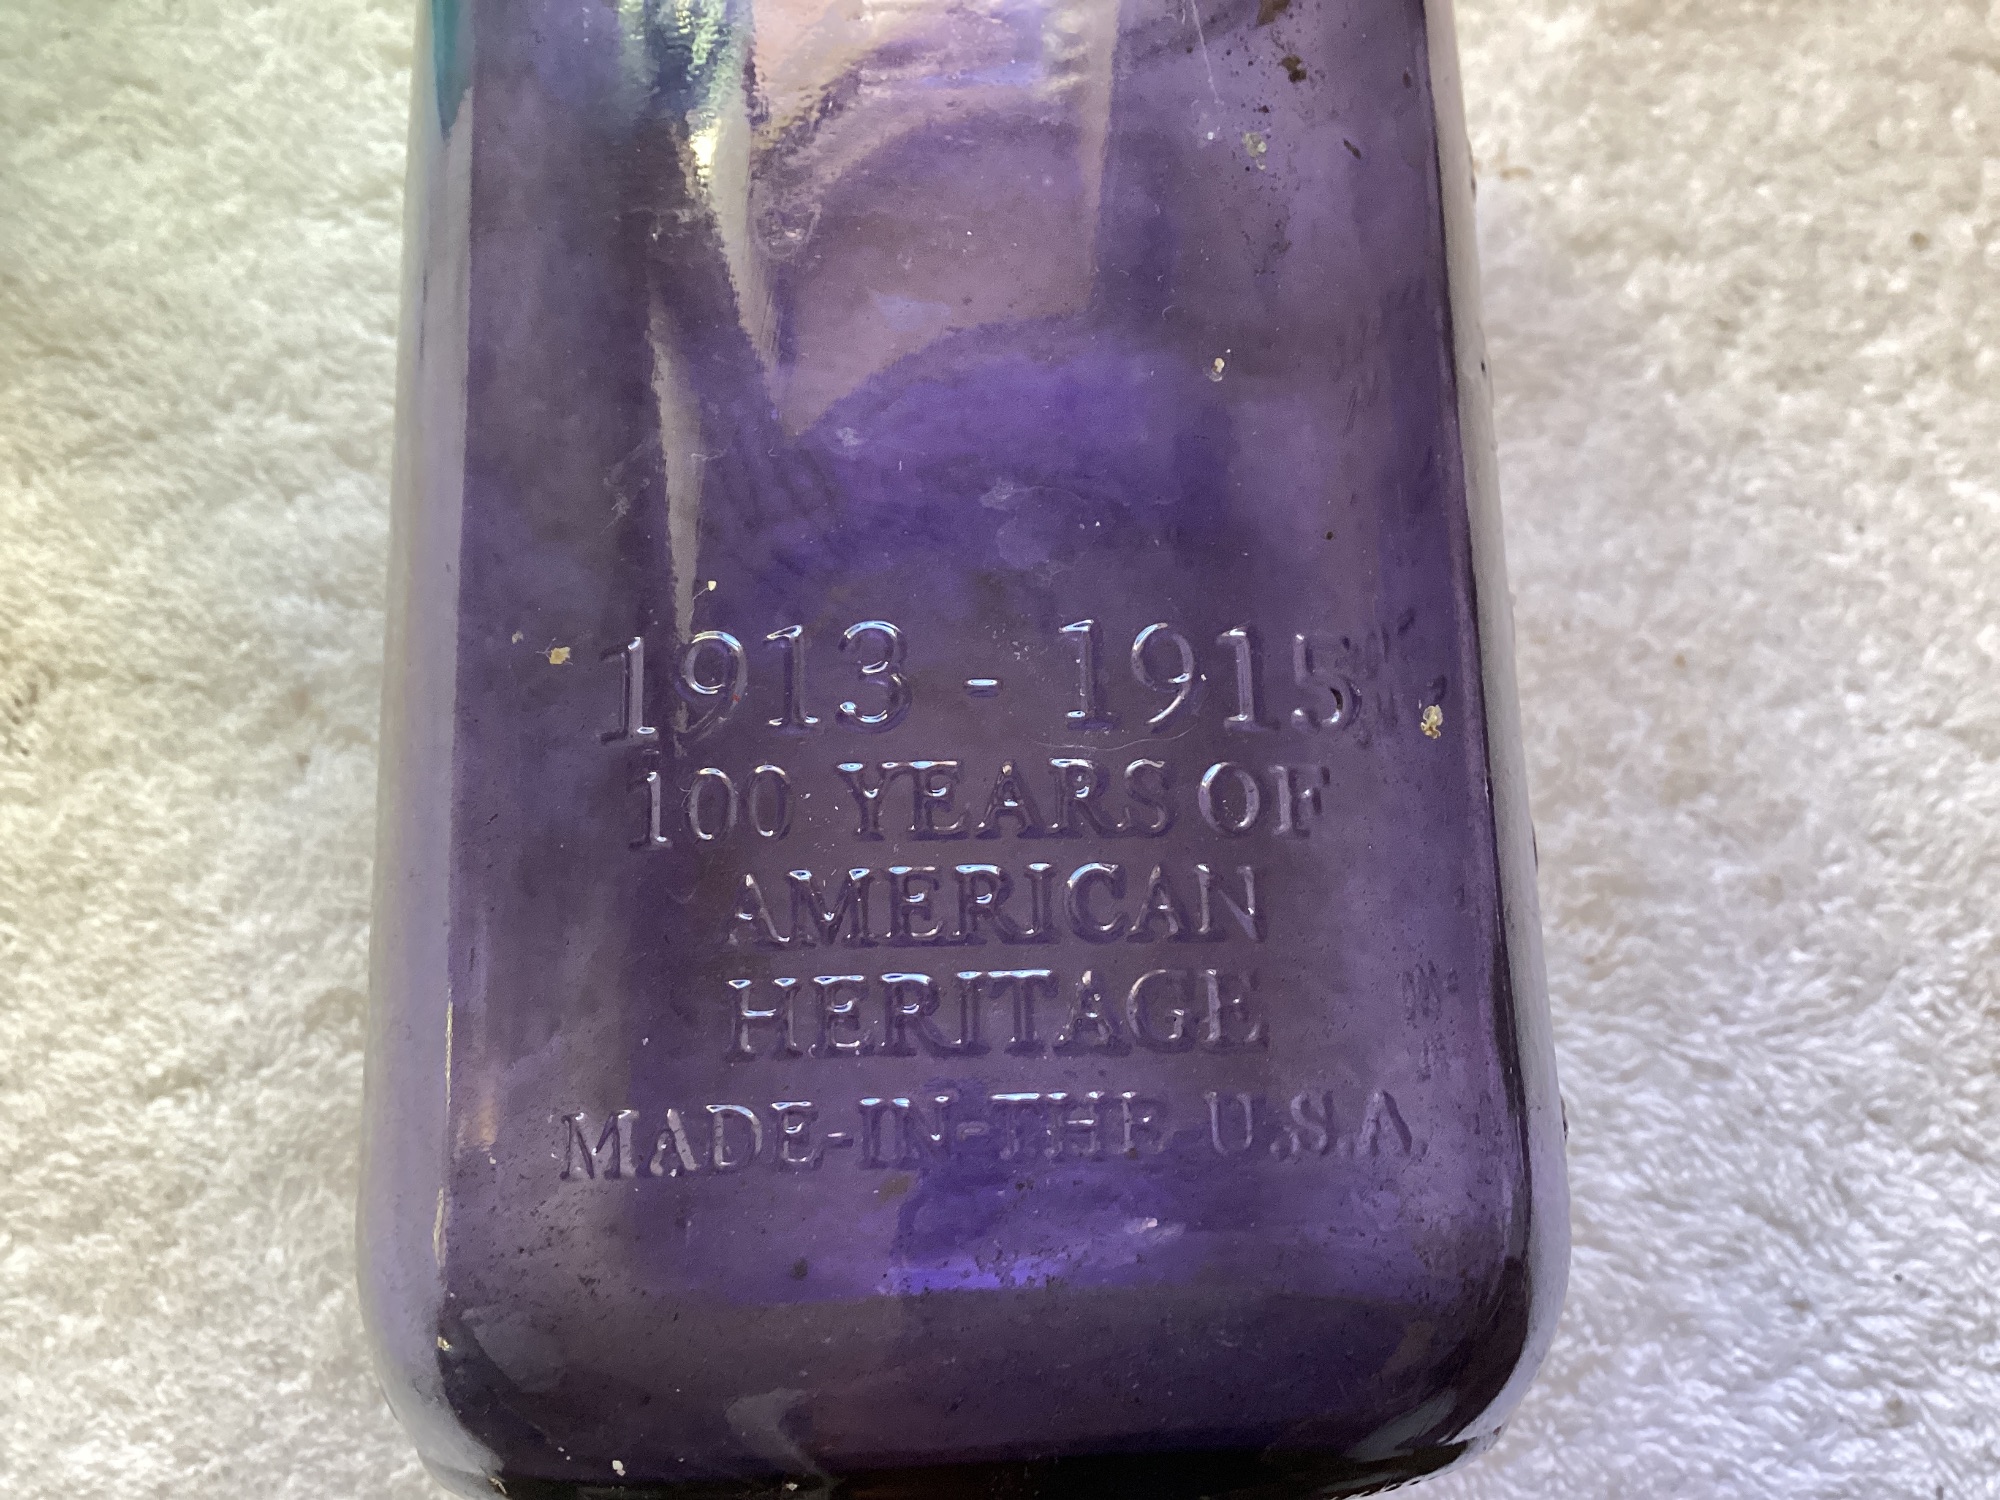 1913 - 1915
100 YEARS OF
AMERICAN
HERITAGE
MADE-IN-THE-U.S.A.